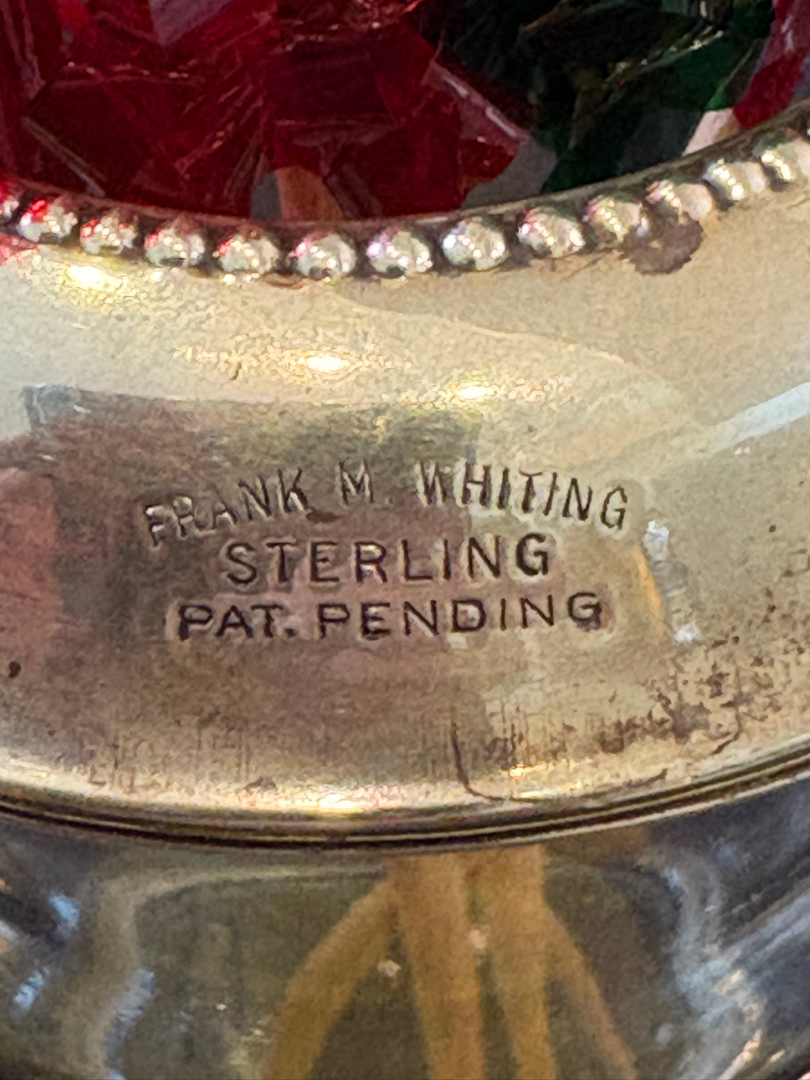 FRANK M. WHITING
STERLING
PAT. PENDING